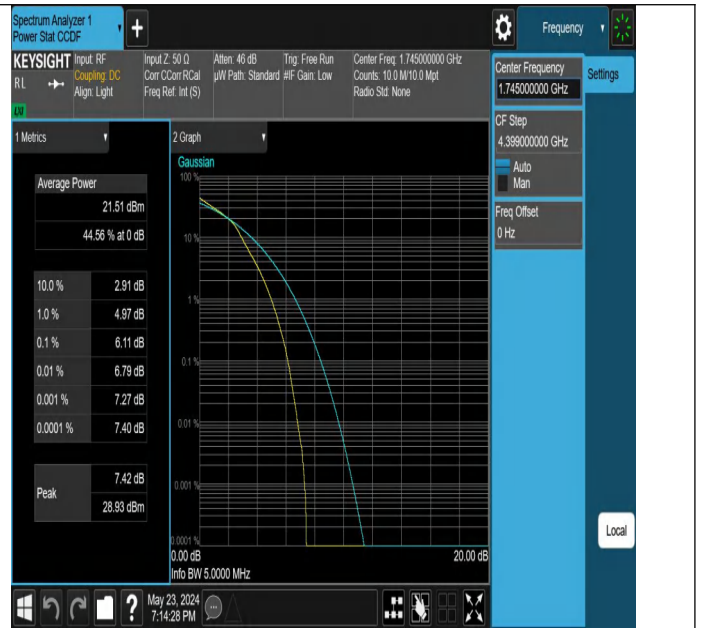 Spectrum Analyzer 1
Power Stat CCDF
+
Frequency
KEYSIGHT
RL
LXI
Input: RF
Coupling: DC
Align: Light
Input Z: 50 Ω
Corr CCorr RCal
Freq Ref: Int (S)
Atten: 46 dB
µW Path: Standard
Trig: Free Run
#IF Gain: Low
Center Freq: 1.745000000 GHz
Counts: 10.0 M/10.0 Mpt
Radio Std: None
Center Frequency
1.745000000 GHz
Settings
CF Step
4.399000000 GHz
Auto
Man
Freq Offset
0 Hz
Local
1 Metrics
Average Power
21.51 dBm
44.56 % at 0 dB
10.0 % 2.91 dB
1.0 % 4.97 dB
0.1 % 6.11 dB
0.01 % 6.79 dB
0.001 % 7.27 dB
0.0001 % 7.40 dB
Peak
7.42 dB
28.93 dBm
2 Graph
Gaussian
100 %
10 %
1 %
0.1 %
0.01 %
0.001 %
0.0001 %
0.00 dB 20.00 dB
Info BW 5.0000 MHz
?
May 23, 2024
7:14:28 PM